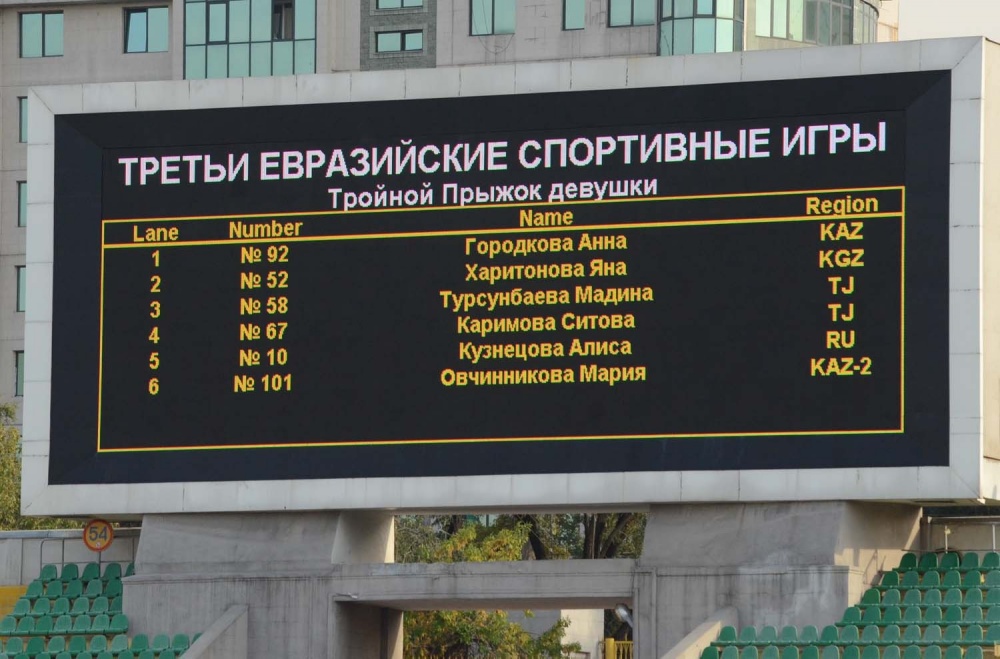 ТРЕТЬИ ЕВРАЗИЙСКИЕ СПОРТИВНЫЕ ИГРЫ
Тройной Прыжок девушки
Lane Number Name Region
1 № 92 Городкова Анна KAZ
2 № 52 Харитонова Яна KGZ
3 № 58 Турсунбаева Мадина TJ
4 № 67 Каримова Ситова TJ
5 № 10 Кузнецова Алиса RU
6 № 101 Овчинникова Мария KAZ-2
54